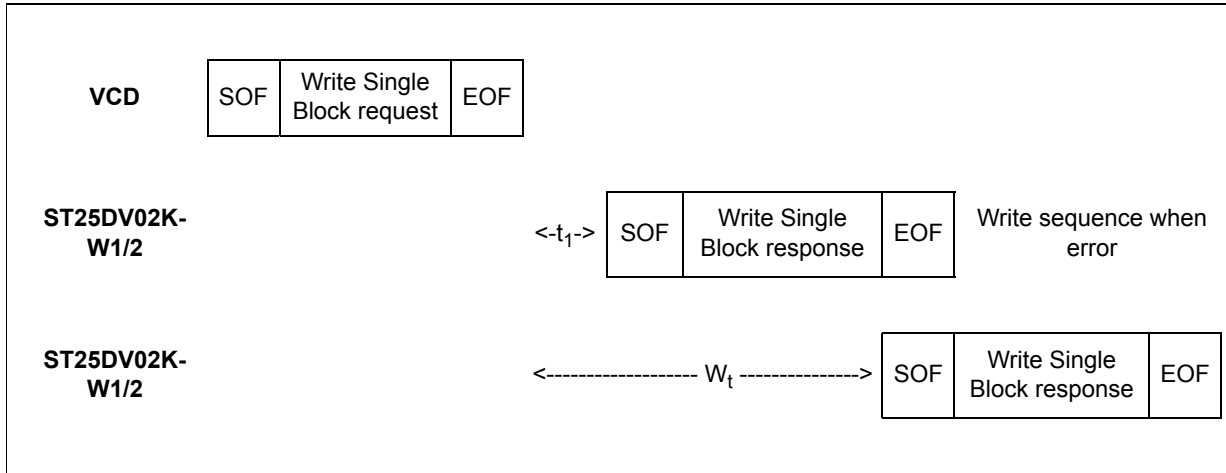 VCD
SOF
Write Single
Block request
EOF
ST25DV02K-
W1/2
<-t1->
SOF
Write Single
Block response
EOF
Write sequence when
error
ST25DV02K-
W1/2
<------------------- Wt --------------->
SOF
Write Single
Block response
EOF